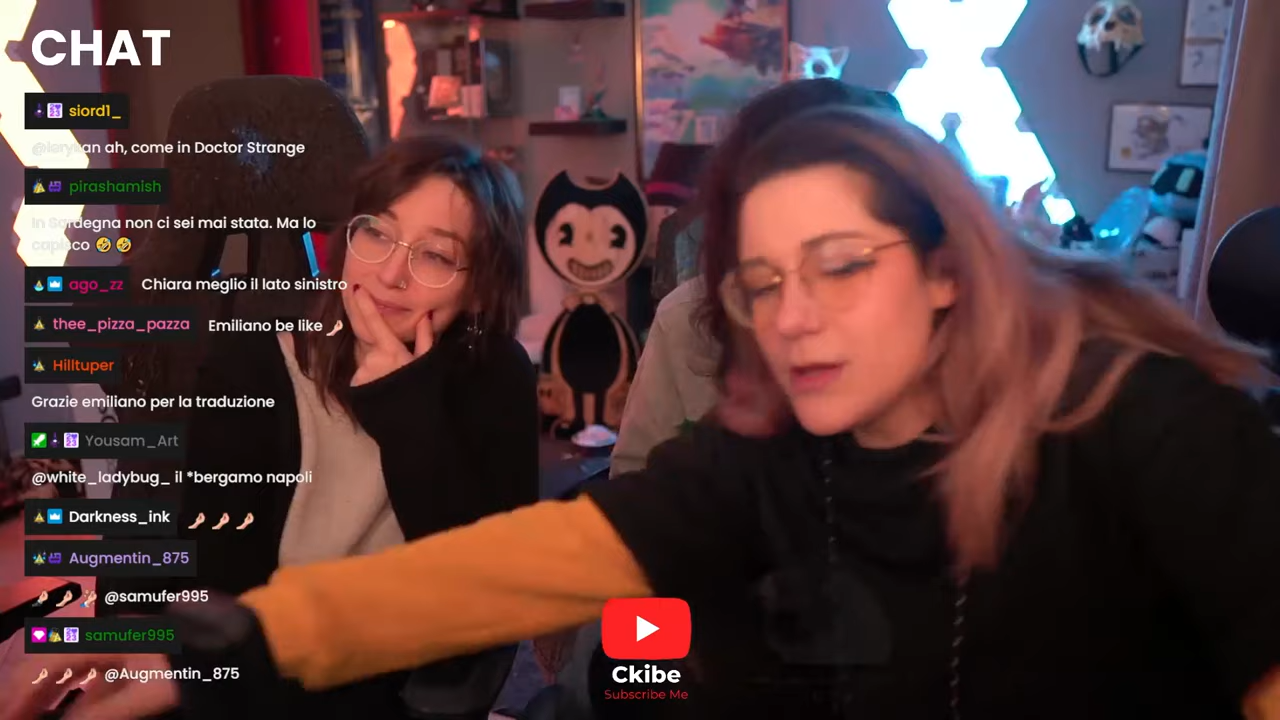 CHAT
siord1_
@lorykan ah, come in Doctor Strange
pirashamish
In Sardegna non ci sei mai stata. Ma lo
capisco 🤣 🤣
ago_zz Chiara meglio il lato sinistro
thee_pizza_pazza Emiliano be like
Hilltuper
Grazie emiliano per la traduzione
Yousam_Art
@white_ladybug_ il *bergamo napoli
Darkness_ink
Augmentin_875
@samufer995
samufer995
@Augmentin_875
Ckibe
Subscribe Me